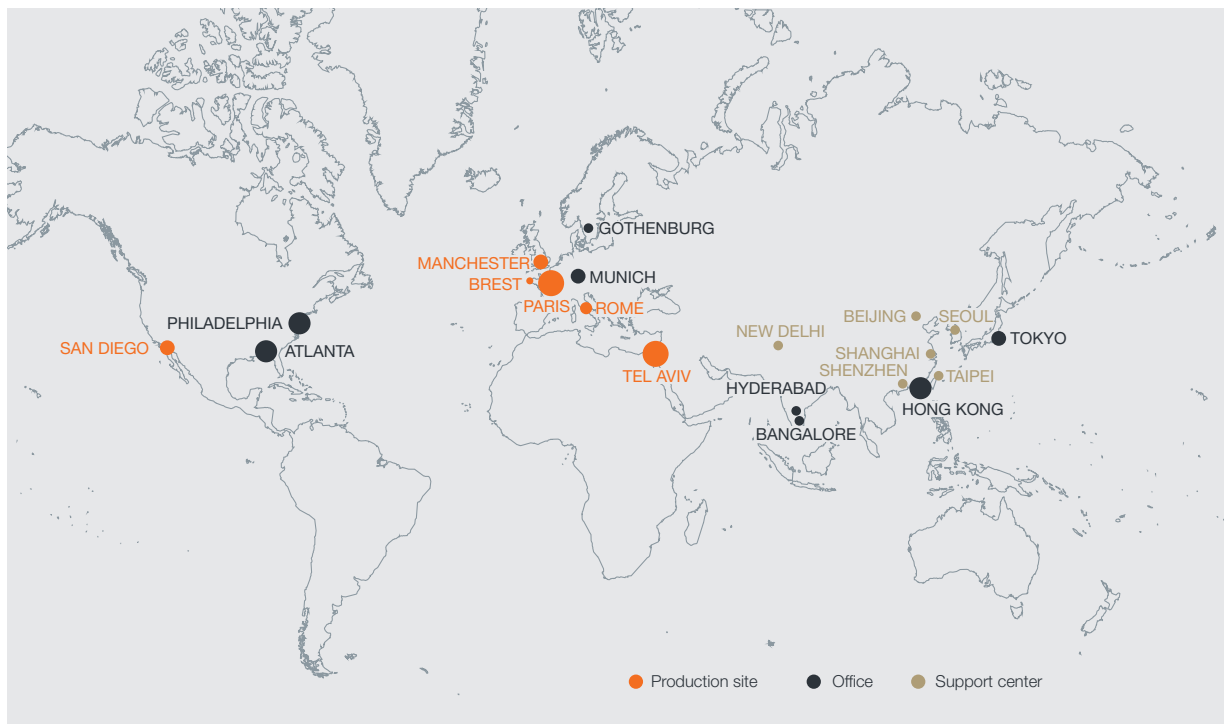 GOTHENBURG
MANCHESTER
MUNICH
BREST
PARIS
ROME
PHILADELPHIA
BEIJING
SEOUL
NEW DELHI
TOKYO
SAN DIEGO
ATLANTA
SHANGHAI
SHENZHEN
TEL AVIV
TAIPEI
HYDERABAD
HONG KONG
BANGALORE
Production site
Office
Support center